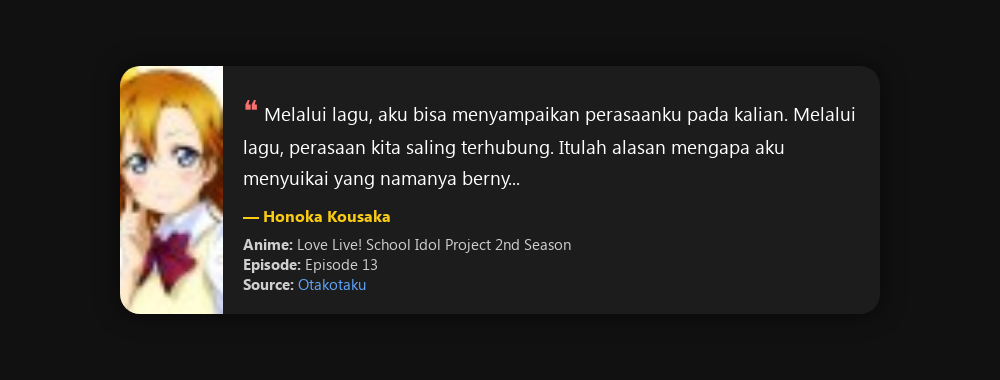 ❝ Melalui lagu, aku bisa menyampaikan perasaanku pada kalian. Melalui
lagu, perasaan kita saling terhubung. Itulah alasan mengapa aku
menyuikai yang namanya berny...
— Honoka Kousaka
Anime: Love Live! School Idol Project 2nd Season
Episode: Episode 13
Source: Otakotaku